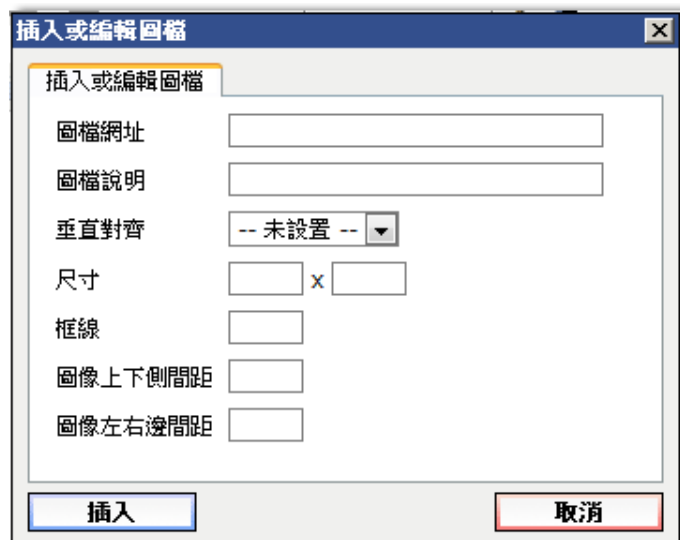 插入或編輯圖檔
插入或編輯圖檔
圖檔網址
圖檔說明
垂直對齊 -- 未設置 --
尺寸 x
框線
圖像上下側間距
圖像左右邊間距
插入 取消